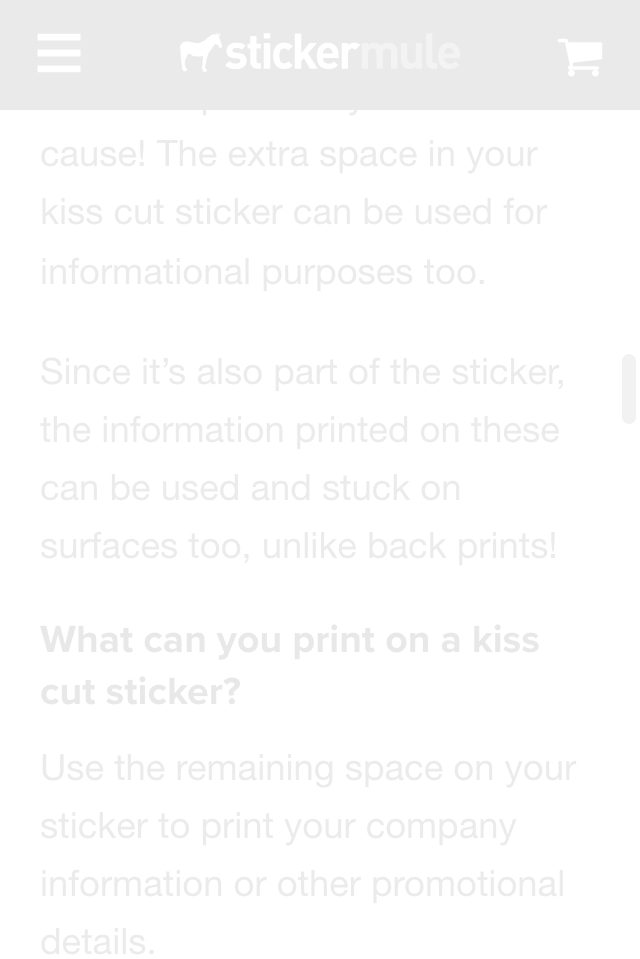 stickermule
cause! The extra space in your
kiss cut sticker can be used for
informational purposes too.
Since it’s also part of the sticker,
the information printed on these
can be used and stuck on
surfaces too, unlike back prints!
What can you print on a kiss
cut sticker?
Use the remaining space on your
sticker to print your company
information or other promotional
details.